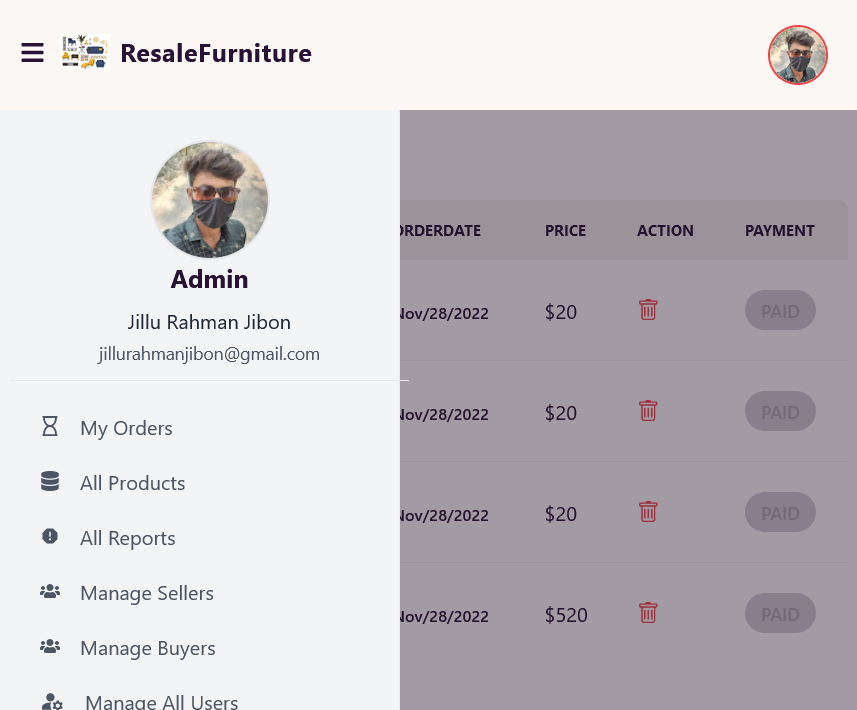 ResaleFurniture
Admin
Jillu Rahman Jibon
jillurahmanjibon@gmail.com
My Orders
All Products
All Reports
Manage Sellers
Manage Buyers
Manage All Users
ORDERDATE PRICE ACTION PAYMENT
Nov/28/2022 $20 PAID
Nov/28/2022 $20 PAID
Nov/28/2022 $20 PAID
Nov/28/2022 $520 PAID